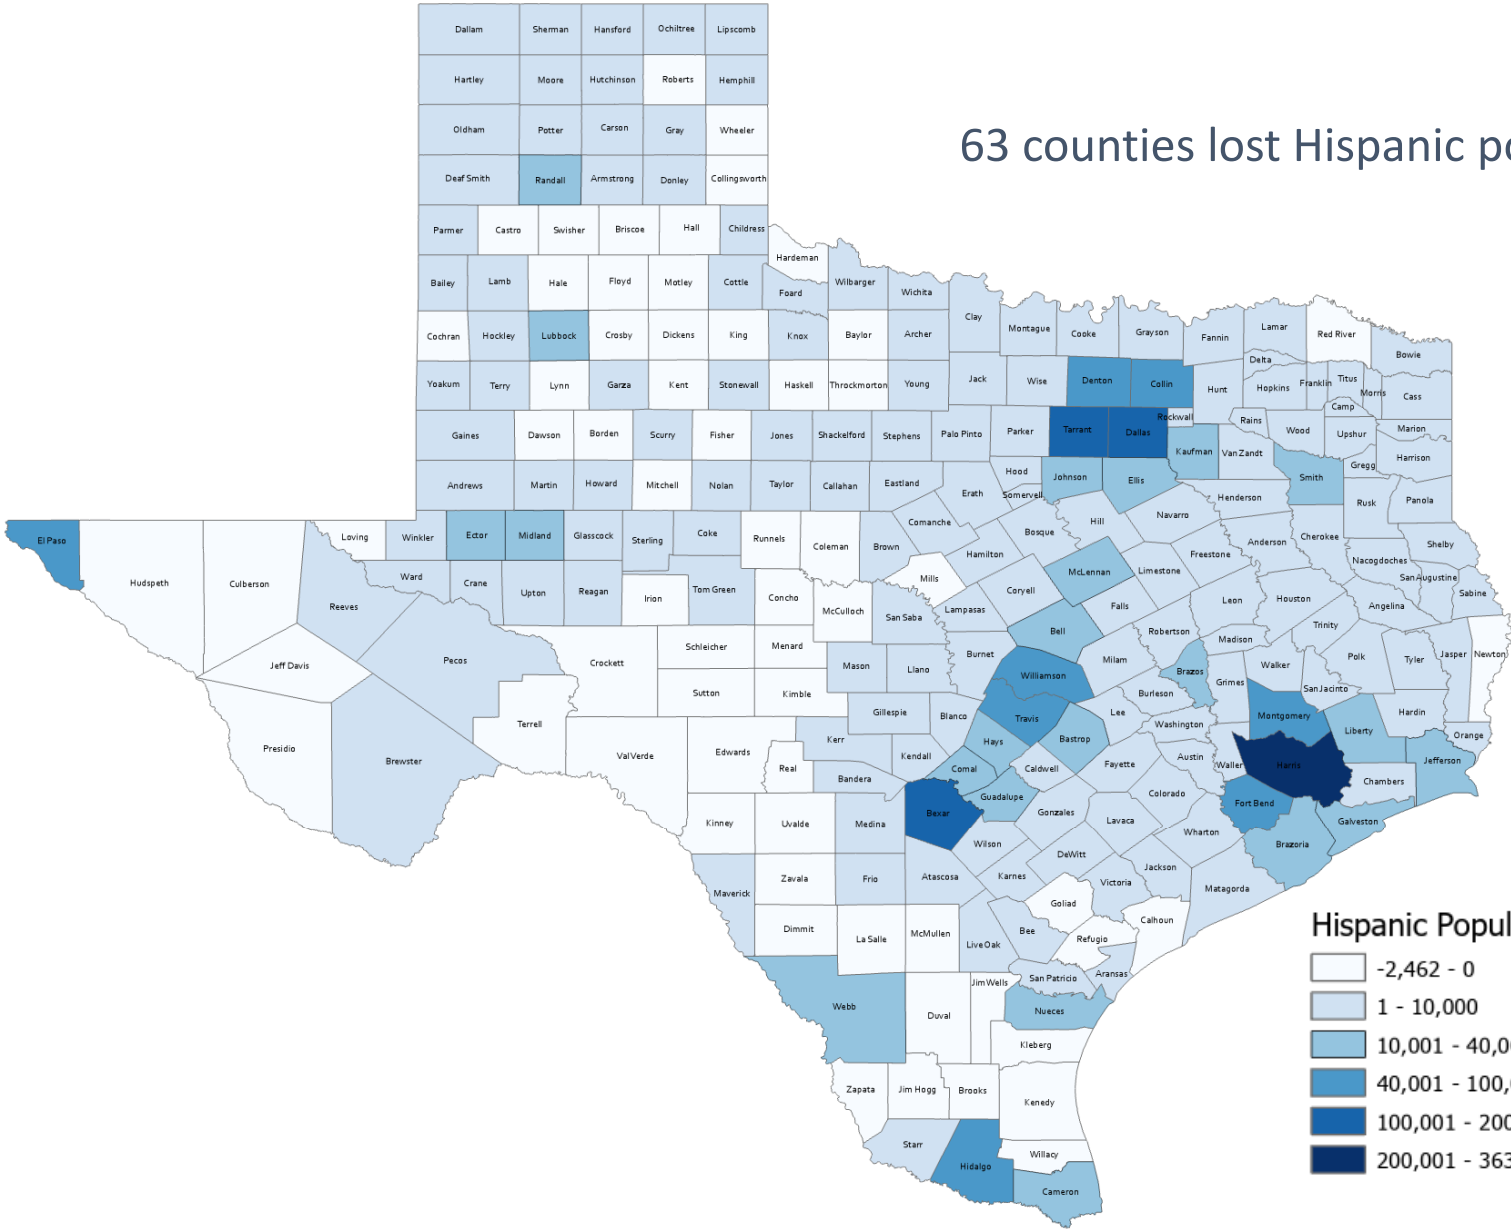 Dallam Sherman Hansford Ochiltree Lipscomb
Hartley Moore Hutchinson Roberts Hemphill
63 counties lost Hispanic po
Oldham Potter Carson Gray Wheeler
Deaf Smith Randall Armstrong Donley Collingsworth
Parmer Castro Swisher Briscoe Hall Childress
Hardeman
Bailey Lamb Hale Floyd Motley Cottle Foard Wilbarger Wichita
Clay Montague Cooke Grayson Fannin Lamar Red River Bowie
Cochran Hockley Lubbock Crosby Dickens King Knox Baylor Archer
Delta
Yoakum Terry Lynn Garza Kent Stonewall Haskell Throckmorton Young Jack Wise Denton Collin Hunt Hopkins Franklin Titus Morris Cass
Camp
Rockwall Rains Wood Upshur Marion
Gaines Dawson Borden Scurry Fisher Jones Shackelford Stephens Palo Pinto Parker Tarrant Dallas
Kaufman Van Zandt Gregg Harrison
Andrews Martin Howard Mitchell Nolan Taylor Callahan Eastland Erath Hood Johnson Ellis Smith
Somervell Henderson Rusk Panola
El Paso Hudspeth Culberson Loving Winkler Ector Midland Glasscock Sterling Coke Runnels Coleman Brown Comanche Bosque Hill Navarro
Anderson Cherokee Shelby
Hamilton Freestone Nacogdoches
Reeves Ward Crane Upton Reagan Irion Tom Green Concho McCulloch Mills McLennan Limestone San Augustine
Coryell Falls Leon Houston Angelina Sabine
San Saba Lampasas Bell Robertson Madison Trinity
Jeff Davis Pecos Crockett Schleicher Menard Mason Llano Burnet Milam Walker Polk Tyler Jasper Newton
Williamson Brazos Grimes San Jacinto
Sutton Kimble Burleson
Presidio Brewster Terrell Gillespie Blanco Travis Lee Washington Montgomery Liberty Hardin Orange
Val Verde Edwards Real Kerr Kendall Hays Bastrop Austin Waller Harris Jefferson
Bandera Comal Caldwell Fayette Chambers
Guadalupe Colorado Fort Bend
Kinney Uvalde Medina Bexar Gonzales Lavaca Wharton Brazoria Galveston
Wilson DeWitt Jackson
Maverick Zavala Frio Atascosa Karnes Victoria Matagorda
Goliad Calhoun
Dimmit La Salle McMullen Live Oak Bee Refugio
San Patricio Aransas
Webb Duval Jim Wells Nueces
Kleberg
Zapata Jim Hogg Brooks Kenedy
Starr Hidalgo Willacy
Cameron
Hispanic Popul
-2,462 - 0
1 - 10,000
10,001 - 40,0
40,001 - 100,
100,001 - 200
200,001 - 363